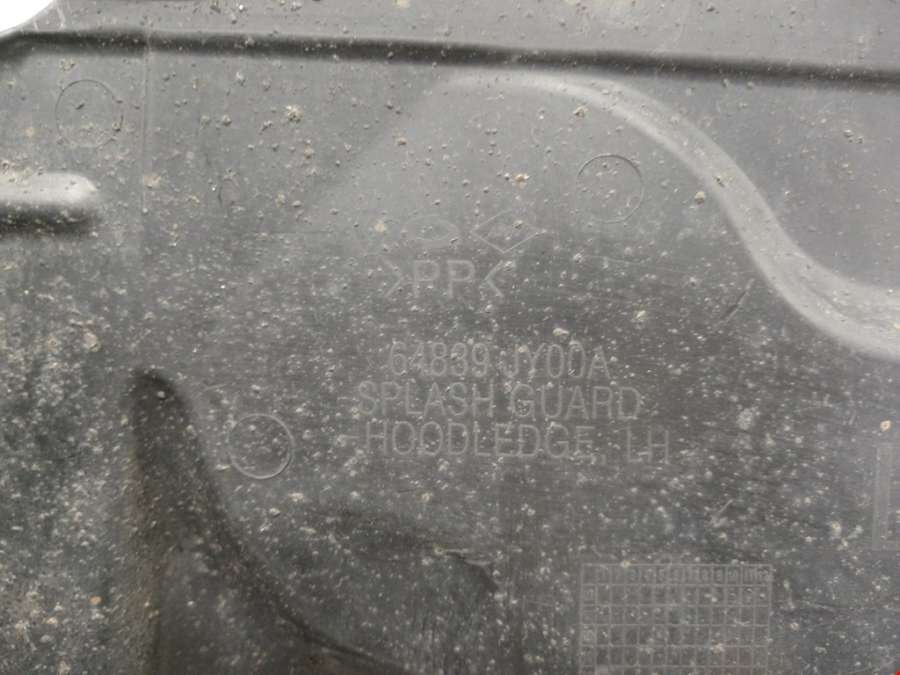 >PP<
64839 JY00A
SPLASH GUARD
HOODLEDGE, LH